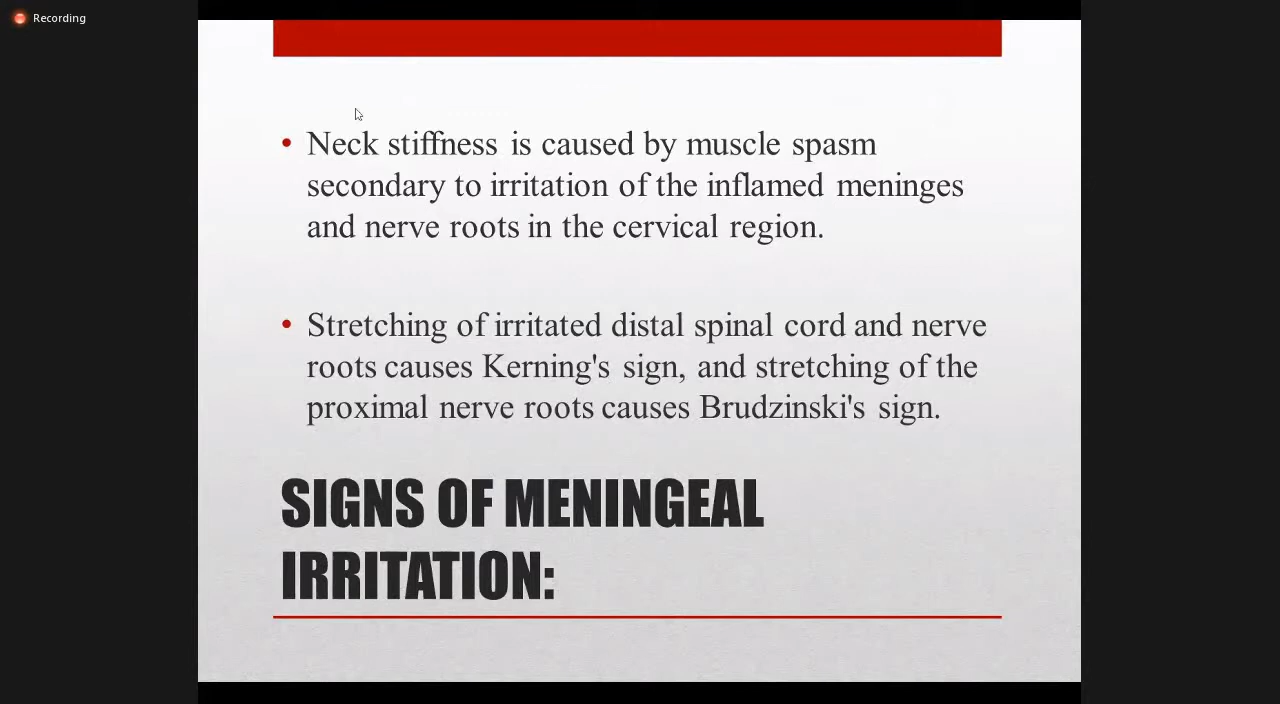 Recording
• Neck stiffness is caused by muscle spasm
secondary to irritation of the inflamed meninges
and nerve roots in the cervical region.
• Stretching of irritated distal spinal cord and nerve
roots causes Kerning's sign, and stretching of the
proximal nerve roots causes Brudzinski's sign.
SIGNS OF MENINGEAL
IRRITATION: